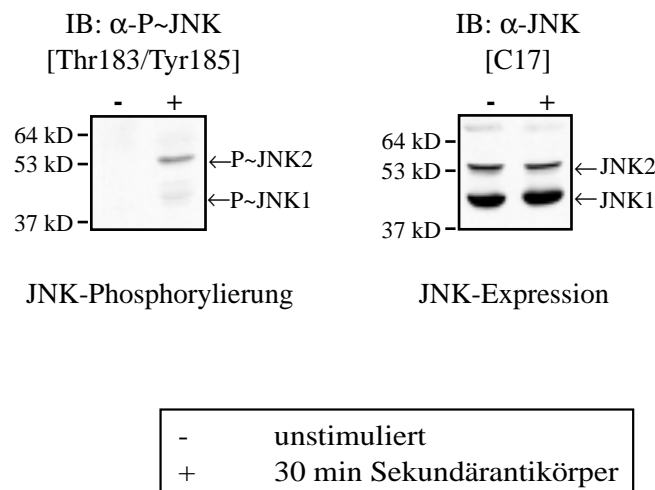 IB: α-P~JNK
[Thr183/Tyr185]
- +
64 kD
53 kD
37 kD
←P~JNK2
←P~JNK1
JNK-Phosphorylierung
IB: α-JNK
[C17]
- +
64 kD
53 kD
37 kD
←JNK2
←JNK1
JNK-Expression
- unstimuliert
+ 30 min Sekundärantikörper